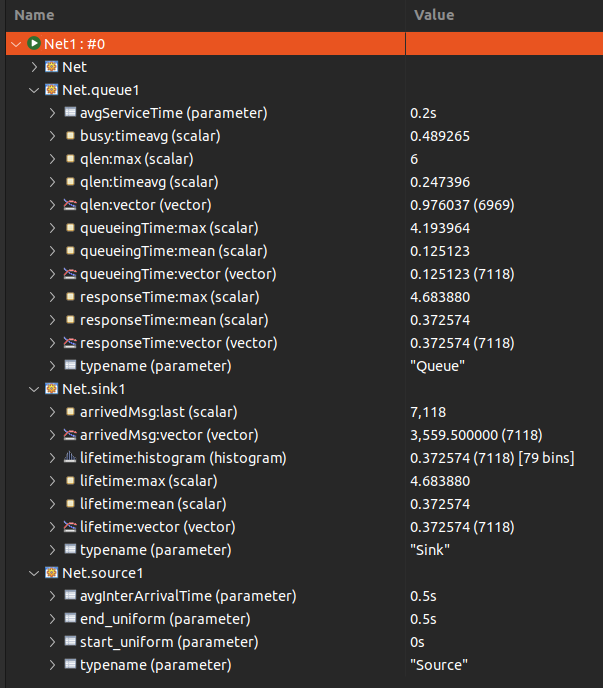 Name Value
Net1 : #0
Net
Net.queue1
avgServiceTime (parameter) 0.2s
busy:timeavg (scalar) 0.489265
qlen:max (scalar) 6
qlen:timeavg (scalar) 0.247396
qlen:vector (vector) 0.976037 (6969)
queueingTime:max (scalar) 4.193964
queueingTime:mean (scalar) 0.125123
queueingTime:vector (vector) 0.125123 (7118)
responseTime:max (scalar) 4.683880
responseTime:mean (scalar) 0.372574
responseTime:vector (vector) 0.372574 (7118)
typename (parameter) "Queue"
Net.sink1
arrivedMsg:last (scalar) 7,118
arrivedMsg:vector (vector) 3,559.500000 (7118)
lifetime:histogram (histogram) 0.372574 (7118) [79 bins]
lifetime:max (scalar) 4.683880
lifetime:mean (scalar) 0.372574
lifetime:vector (vector) 0.372574 (7118)
typename (parameter) "Sink"
Net.source1
avgInterArrivalTime (parameter) 0.5s
end_uniform (parameter) 0.5s
start_uniform (parameter) 0s
typename (parameter) "Source"